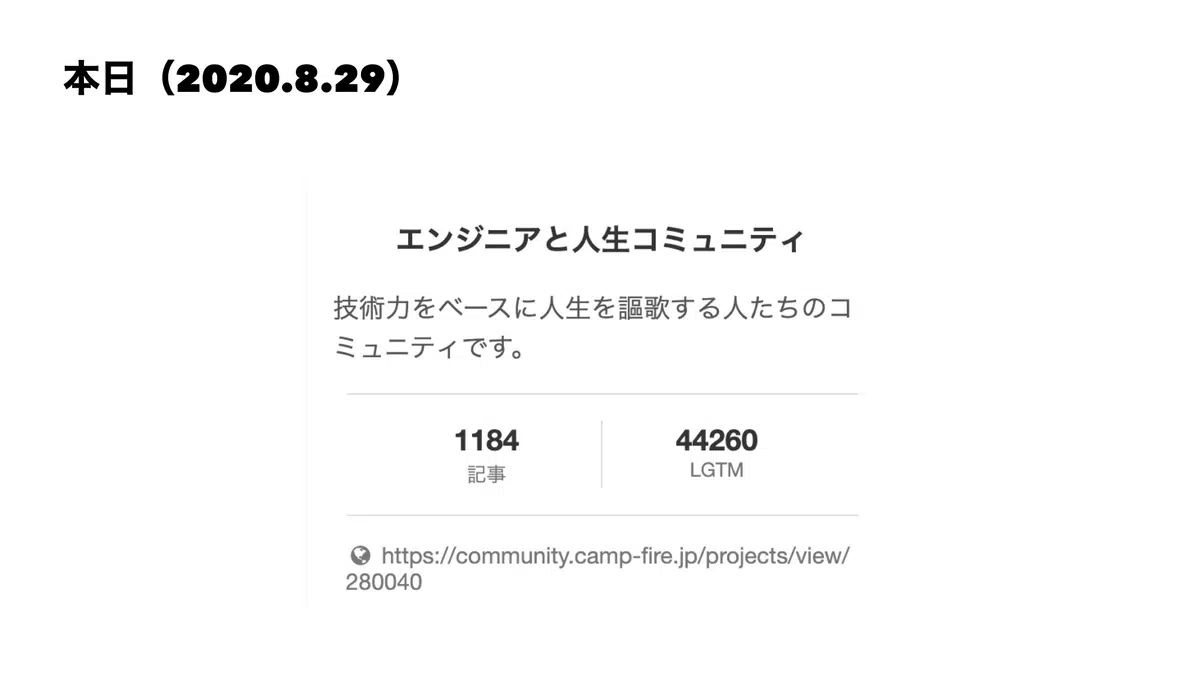 本日（2020.8.29）
エンジニアと人生コミュニティ
技術力をベースに人生を謳歌する人たちのコ
ミュニティです。
1184
記事
44260
LGTM
https://community.camp-fire.jp/projects/view/
280040